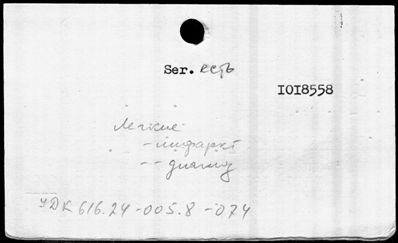 Ser. есть
IOI8558
Легкие
-инфаркт
-- диагноз
УДК 616.24-005.8-074